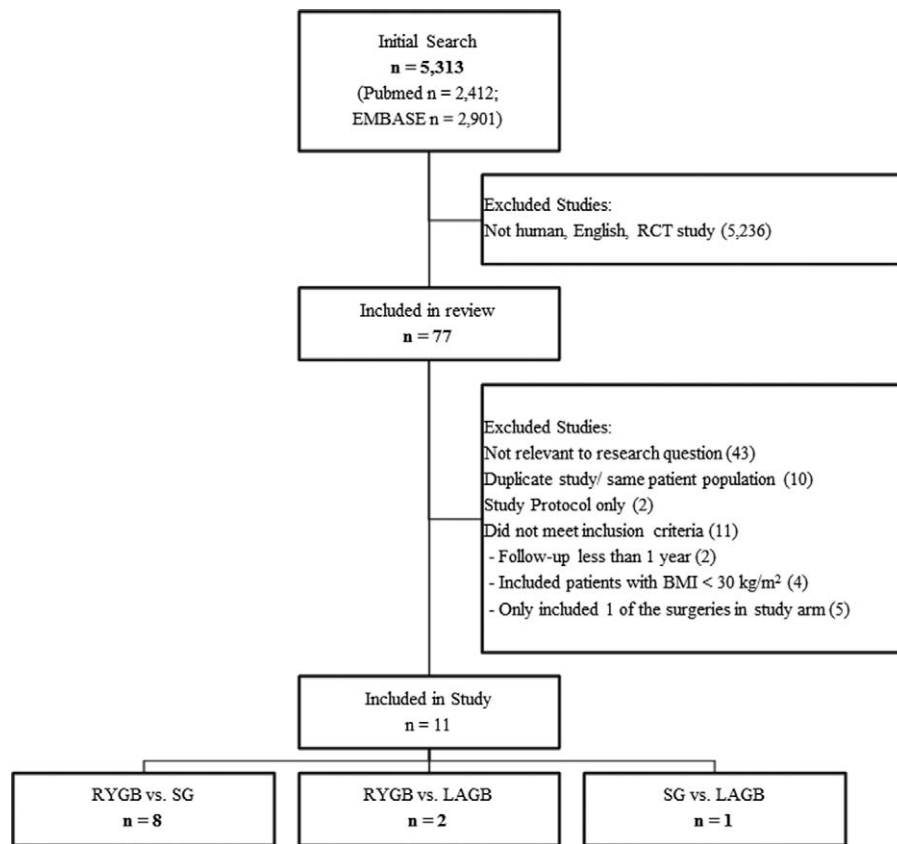 Initial Search
n = 5,313
(Pubmed n = 2,412;
EMBASE n = 2,901)
Excluded Studies:
Not human, English, RCT study (5,236)
Included in review
n = 77
Excluded Studies:
Not relevant to research question (43)
Duplicate study/ same patient population (10)
Study Protocol only (2)
Did not meet inclusion criteria (11)
- Follow-up less than 1 year (2)
- Included patients with BMI < 30 kg/m² (4)
- Only included 1 of the surgeries in study arm (5)
Included in Study
n = 11
RYGB vs. SG
n = 8
RYGB vs. LAGB
n = 2
SG vs. LAGB
n = 1